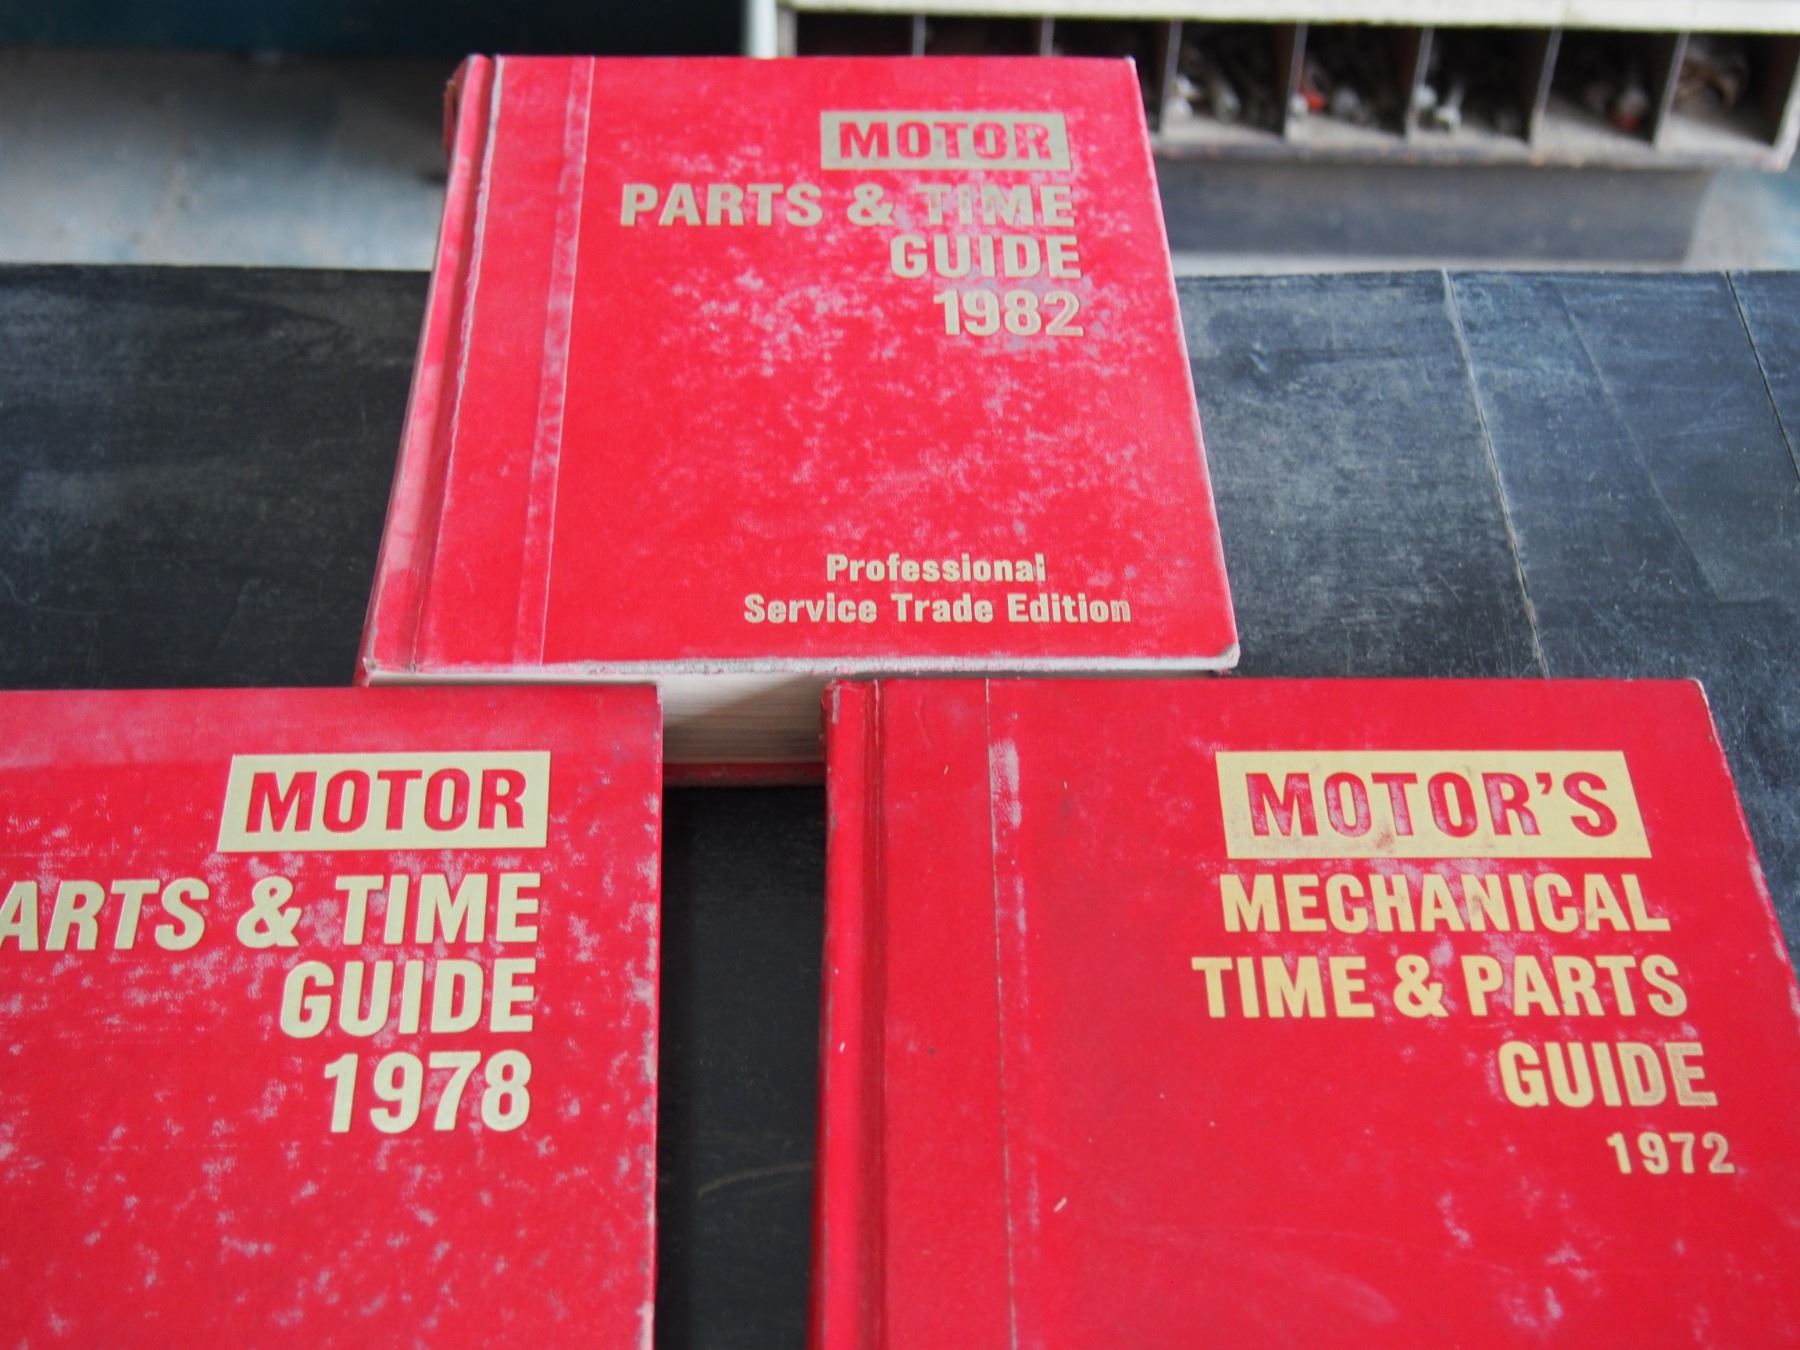 MOTOR
PARTS & TIME
GUIDE
1982
Professional
Service Trade Edition
MOTOR
ARTS & TIME
GUIDE
1978
MOTOR'S
MECHANICAL
TIME & PARTS
GUIDE
1972